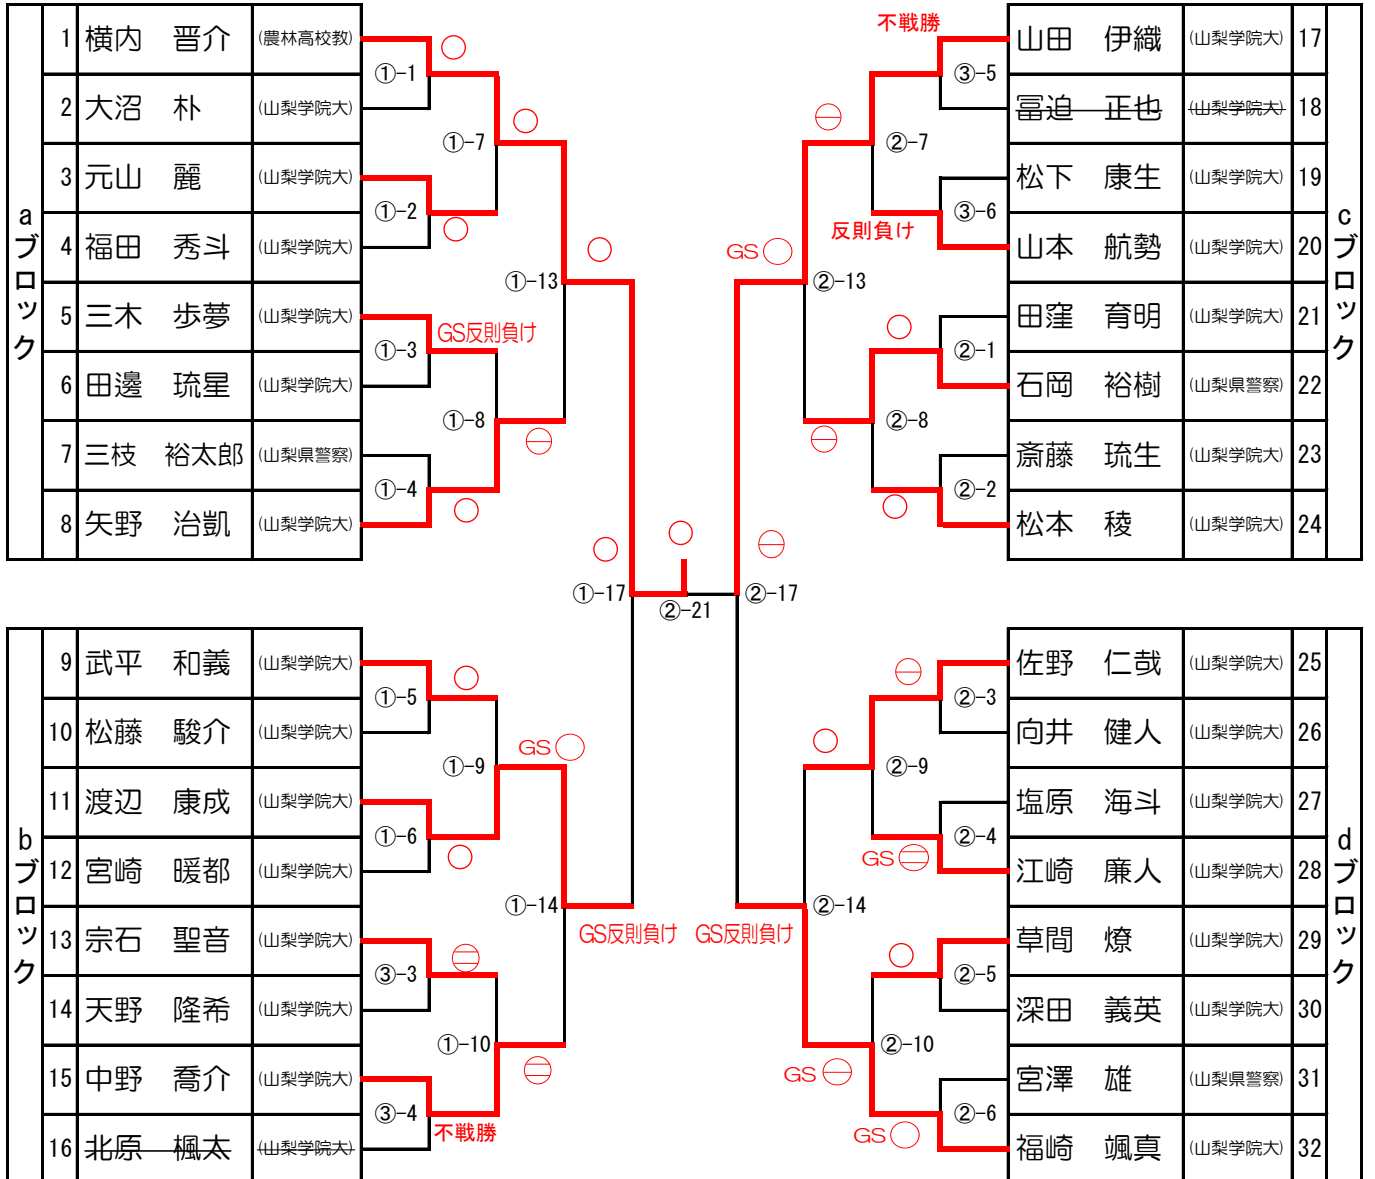 aブロック
1 横内 晋介 (農林高校教)
2 大沼 朴 (山梨学院大)
3 元山 麗 (山梨学院大)
4 福田 秀斗 (山梨学院大)
5 三木 歩夢 (山梨学院大)
6 田邊 琉星 (山梨学院大)
7 三枝 裕太郎 (山梨県警察)
8 矢野 治凱 (山梨学院大)
①-1
①-2
①-3
①-4
①-7
①-8
①-13
GS反則負け
bブロック
9 武平 和義 (山梨学院大)
10 松藤 駿介 (山梨学院大)
11 渡辺 康成 (山梨学院大)
12 宮崎 暖都 (山梨学院大)
13 宗石 聖音 (山梨学院大)
14 天野 隆希 (山梨学院大)
15 中野 喬介 (山梨学院大)
16 北原 楓太 (山梨学院大)
①-5
①-6
③-3
③-4
①-9
①-10
①-14
GS
不戦勝
GS反則負け
①-17
②-21
②-17
cブロック
山田 伊織 (山梨学院大) 17
冨迫 正也 (山梨学院大) 18
松下 康生 (山梨学院大) 19
山本 航勢 (山梨学院大) 20
田窪 育明 (山梨学院大) 21
石岡 裕樹 (山梨県警察) 22
斎藤 琉生 (山梨学院大) 23
松本 稜 (山梨学院大) 24
不戦勝
③-5
③-6
②-1
②-2
②-7
②-8
②-13
反則負け
GS
dブロック
佐野 仁哉 (山梨学院大) 25
向井 健人 (山梨学院大) 26
塩原 海斗 (山梨学院大) 27
江崎 廉人 (山梨学院大) 28
草間 燎 (山梨学院大) 29
深田 義英 (山梨学院大) 30
宮澤 雄 (山梨県警察) 31
福崎 颯真 (山梨学院大) 32
②-3
②-4
②-5
②-6
②-9
②-10
②-14
GS
GS反則負け
GS
GS